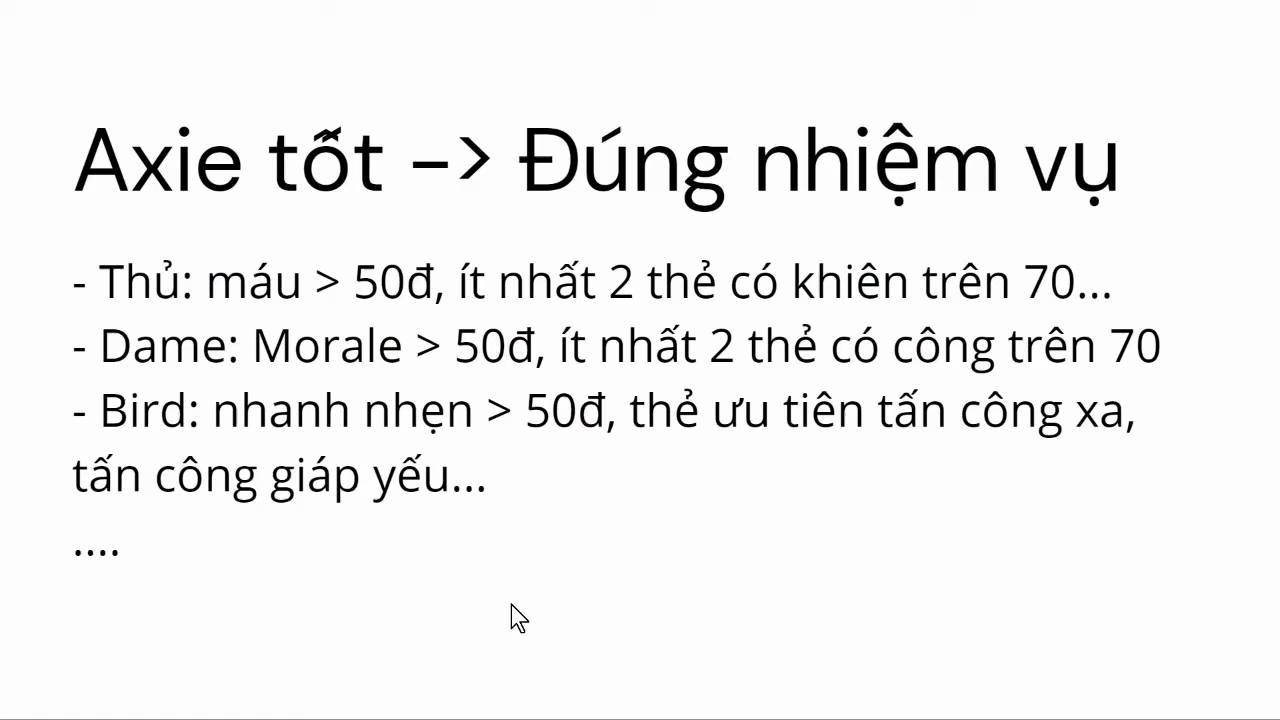 Axie tốt -> Đúng nhiệm vụ
- Thủ: máu > 50đ, ít nhất 2 thẻ có khiên trên 70...
- Dame: Morale > 50đ, ít nhất 2 thẻ có công trên 70
- Bird: nhanh nhẹn > 50đ, thẻ ưu tiên tấn công xa,
tấn công giáp yếu...
....